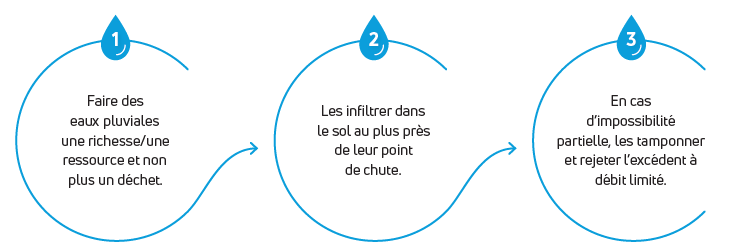 1
Faire des
eaux pluviales
une richesse/une
ressource et non
plus un déchet.
2
Les infiltrer dans
le sol au plus près
de leur point
de chute.
3
En cas
d’impossibilité
partielle, les tamponner
et rejeter l’excédent à
débit limité.